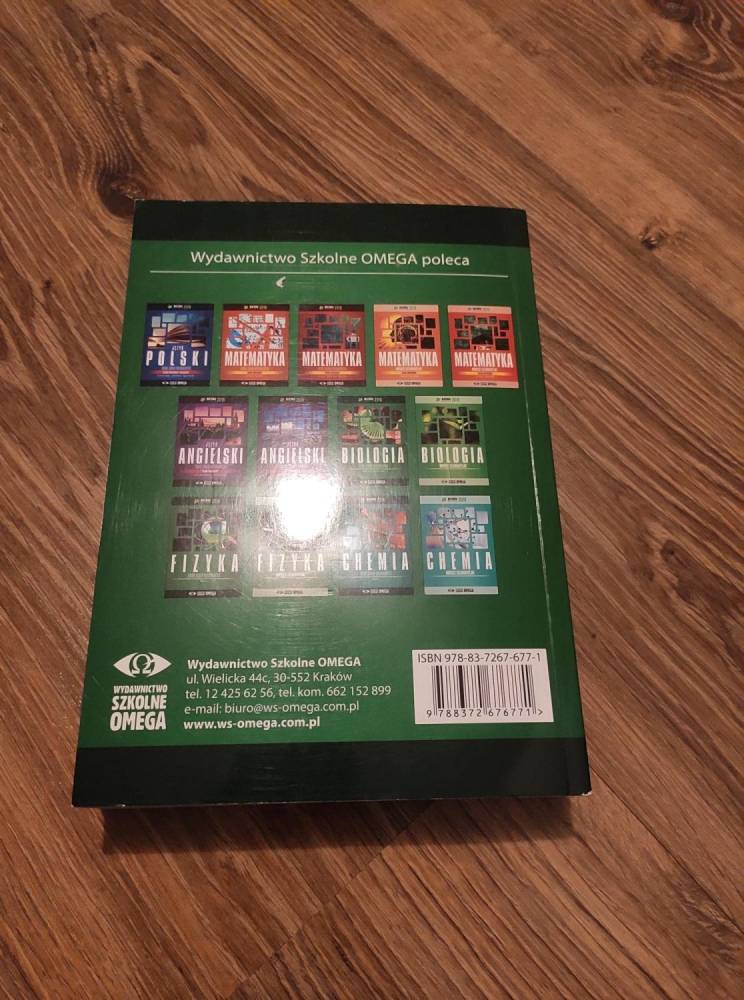 Wydawnictwo Szkolne OMEGA poleca
JĘZYK
POLSKI
MATEMATYKA
MATEMATYKA
MATEMATYKA
MATEMATYKA
JĘZYK
ANGIELSKI
JĘZYK
ANGIELSKI
BIOLOGIA
BIOLOGIA
FIZYKA
FIZYKA
CHEMIA
CHEMIA
WYDAWNICTWO
SZKOLNE
OMEGA
Wydawnictwo Szkolne OMEGA
ul. Wielicka 44c, 30-552 Kraków
tel. 12 425 62 56, tel. kom. 662 152 899
e-mail: biuro@ws-omega.com.pl
www.ws-omega.com.pl
ISBN 978-83-7267-677-1
9 788372 676771 >